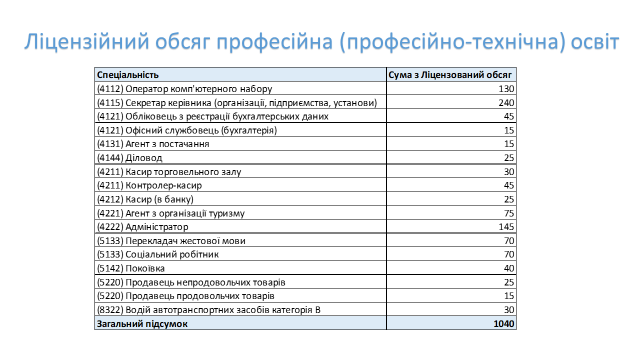 Ліцензійний обсяг професійна (професійно-технічна) освіт
Спеціальність Сума з Ліцензований обсяг
(4112) Оператор комп'ютерного набору 130
(4115) Секретар керівника (організації, підприємства, установи) 240
(4121) Обліковець з реєстрації бухгалтерських даних 45
(4121) Офісний службовець (бухгалтерія) 15
(4131) Агент з постачання 15
(4144) Діловод 25
(4211) Касир торговельного залу 30
(4211) Контролер-касир 45
(4212) Касир (в банку) 25
(4221) Агент з організації туризму 75
(4222) Адміністратор 145
(5133) Перекладач жестової мови 70
(5133) Соціальний робітник 70
(5142) Покоївка 40
(5220) Продавець непродовольчих товарів 25
(5220) Продавець продовольчих товарів 15
(8322) Водій автотранспортних засобів категорія В 30
Загальний підсумок 1040